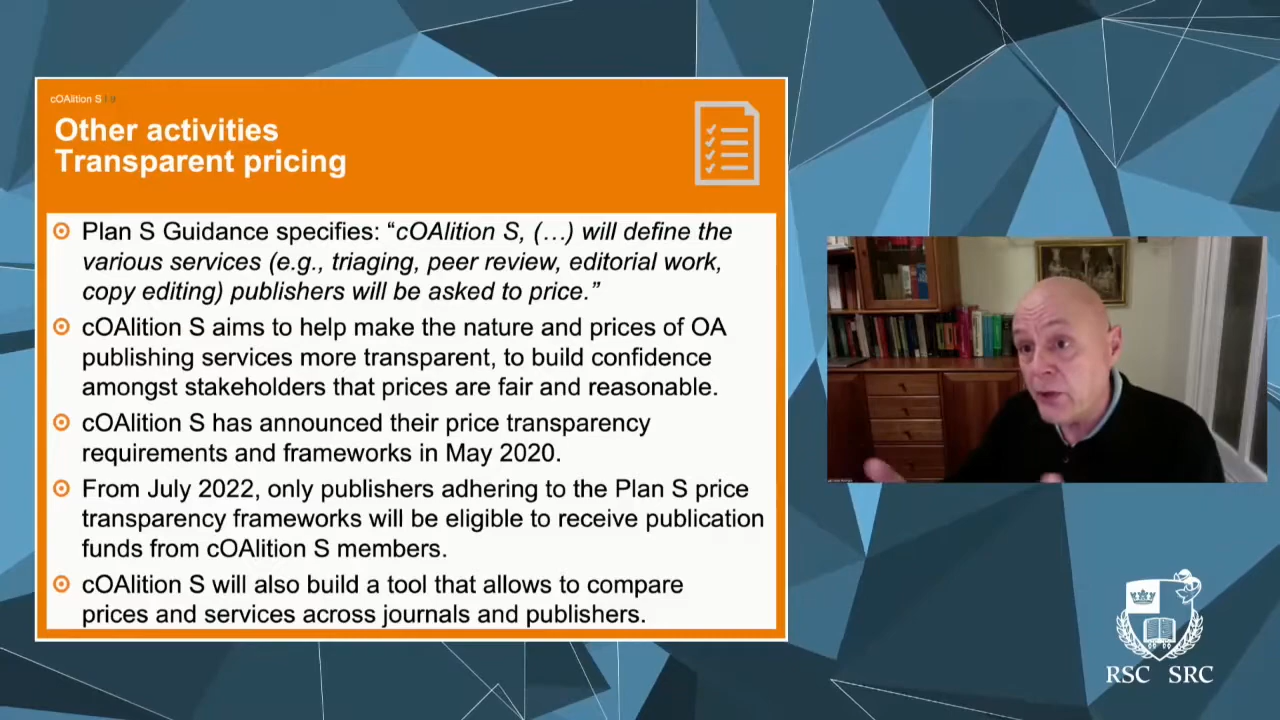 cOAlition S
Other activities
Transparent pricing
Plan S Guidance specifies: “cOAlition S, (…) will define the
various services (e.g., triaging, peer review, editorial work,
copy editing) publishers will be asked to price.”
cOAlition S aims to help make the nature and prices of OA
publishing services more transparent, to build confidence
amongst stakeholders that prices are fair and reasonable.
cOAlition S has announced their price transparency
requirements and frameworks in May 2020.
From July 2022, only publishers adhering to the Plan S price
transparency frameworks will be eligible to receive publication
funds from cOAlition S members.
cOAlition S will also build a tool that allows to compare
prices and services across journals and publishers.
RSC SRC